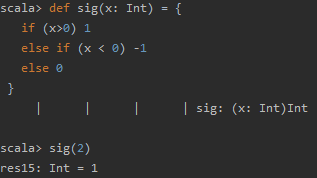 scala> def sig(x: Int) = {
if (x>0) 1
else if (x < 0) -1
else 0
}
| | | | sig: (x: Int)Int
scala> sig(2)
res15: Int = 1